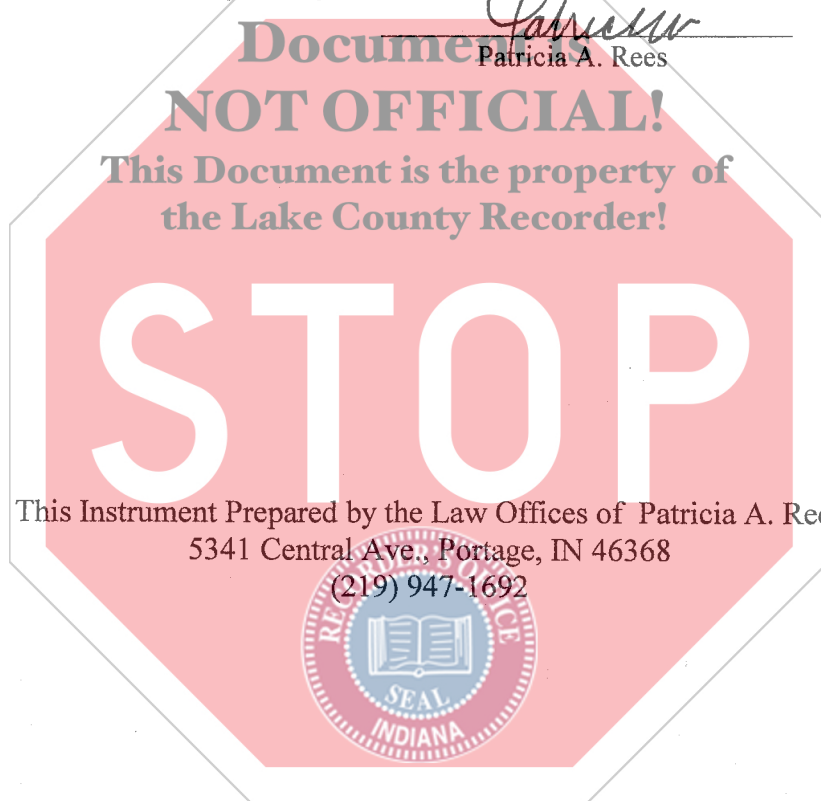 Document is
Patricia A. Rees
NOT OFFICIAL!
This Document is the property of
the Lake County Recorder!
STOP
This Instrument Prepared by the Law Offices of Patricia A.
5341 Central Ave., Portage, IN 46368
(219) 947-1692
RECORDER'S OFFICE
SEAL
INDIANA